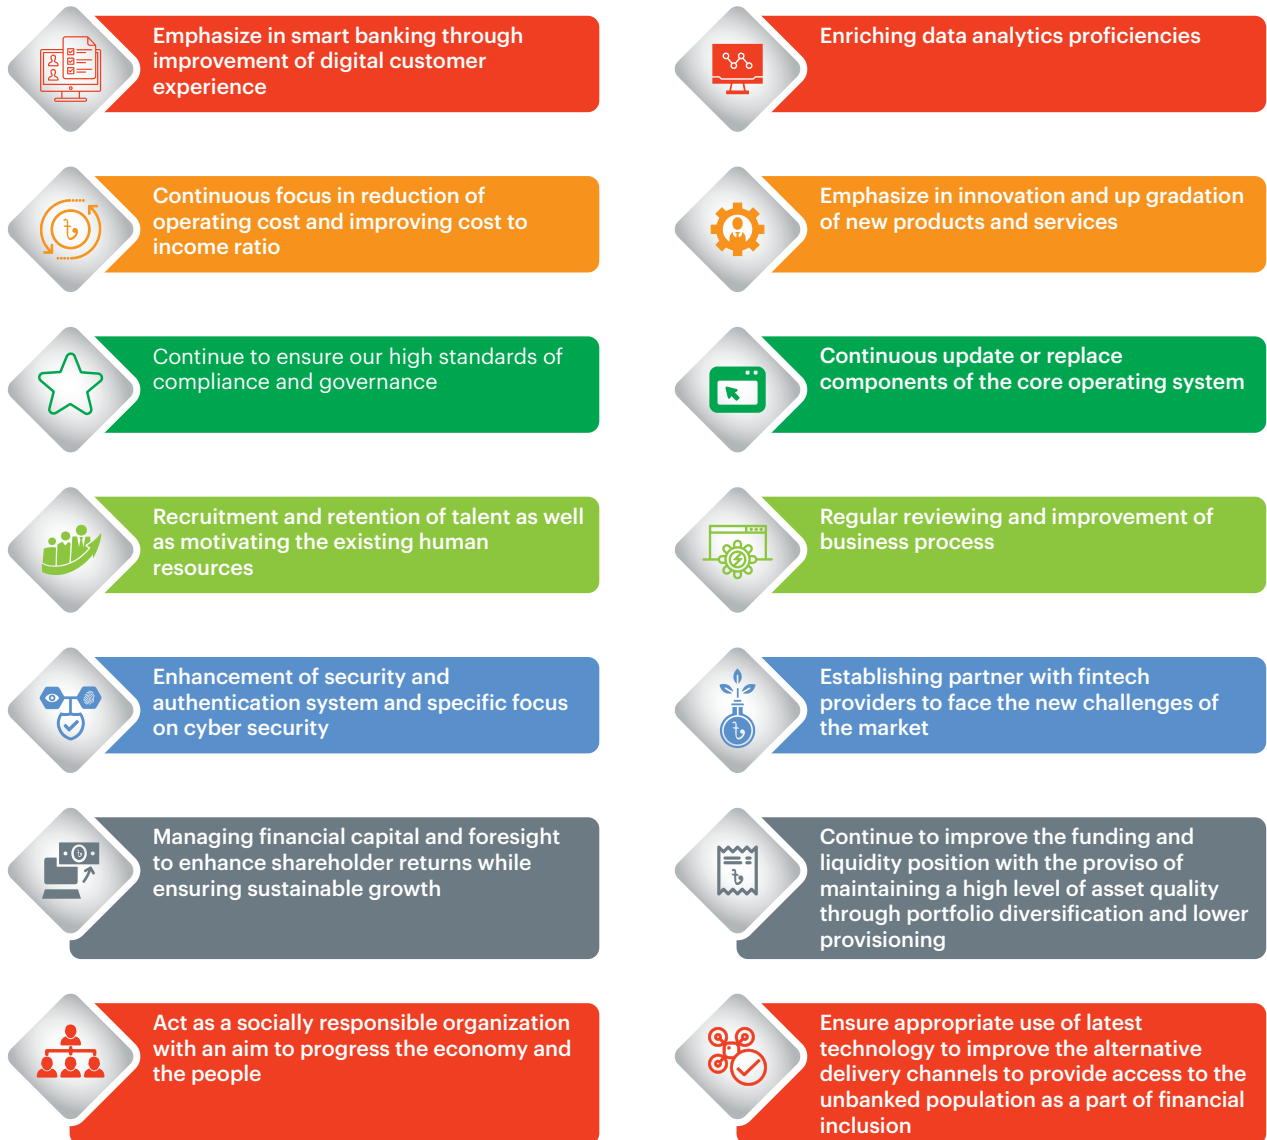 Emphasize in smart banking through
improvement of digital customer
experience
Enriching data analytics proficiencies
Continuous focus in reduction of
operating cost and improving cost to
income ratio
Emphasize in innovation and up gradation
of new products and services
Continue to ensure our high standards of
compliance and governance
Continuous update or replace
components of the core operating system
Recruitment and retention of talent as well
as motivating the existing human
resources
Regular reviewing and improvement of
business process
Enhancement of security and
authentication system and specific focus
on cyber security
Establishing partner with fintech
providers to face the new challenges of
the market
Managing financial capital and foresight
to enhance shareholder returns while
ensuring sustainable growth
Continue to improve the funding and
liquidity position with the proviso of
maintaining a high level of asset quality
through portfolio diversification and lower
provisioning
Act as a socially responsible organization
with an aim to progress the economy and
the people
Ensure appropriate use of latest
technology to improve the alternative
delivery channels to provide access to the
unbanked population as a part of financial
inclusion